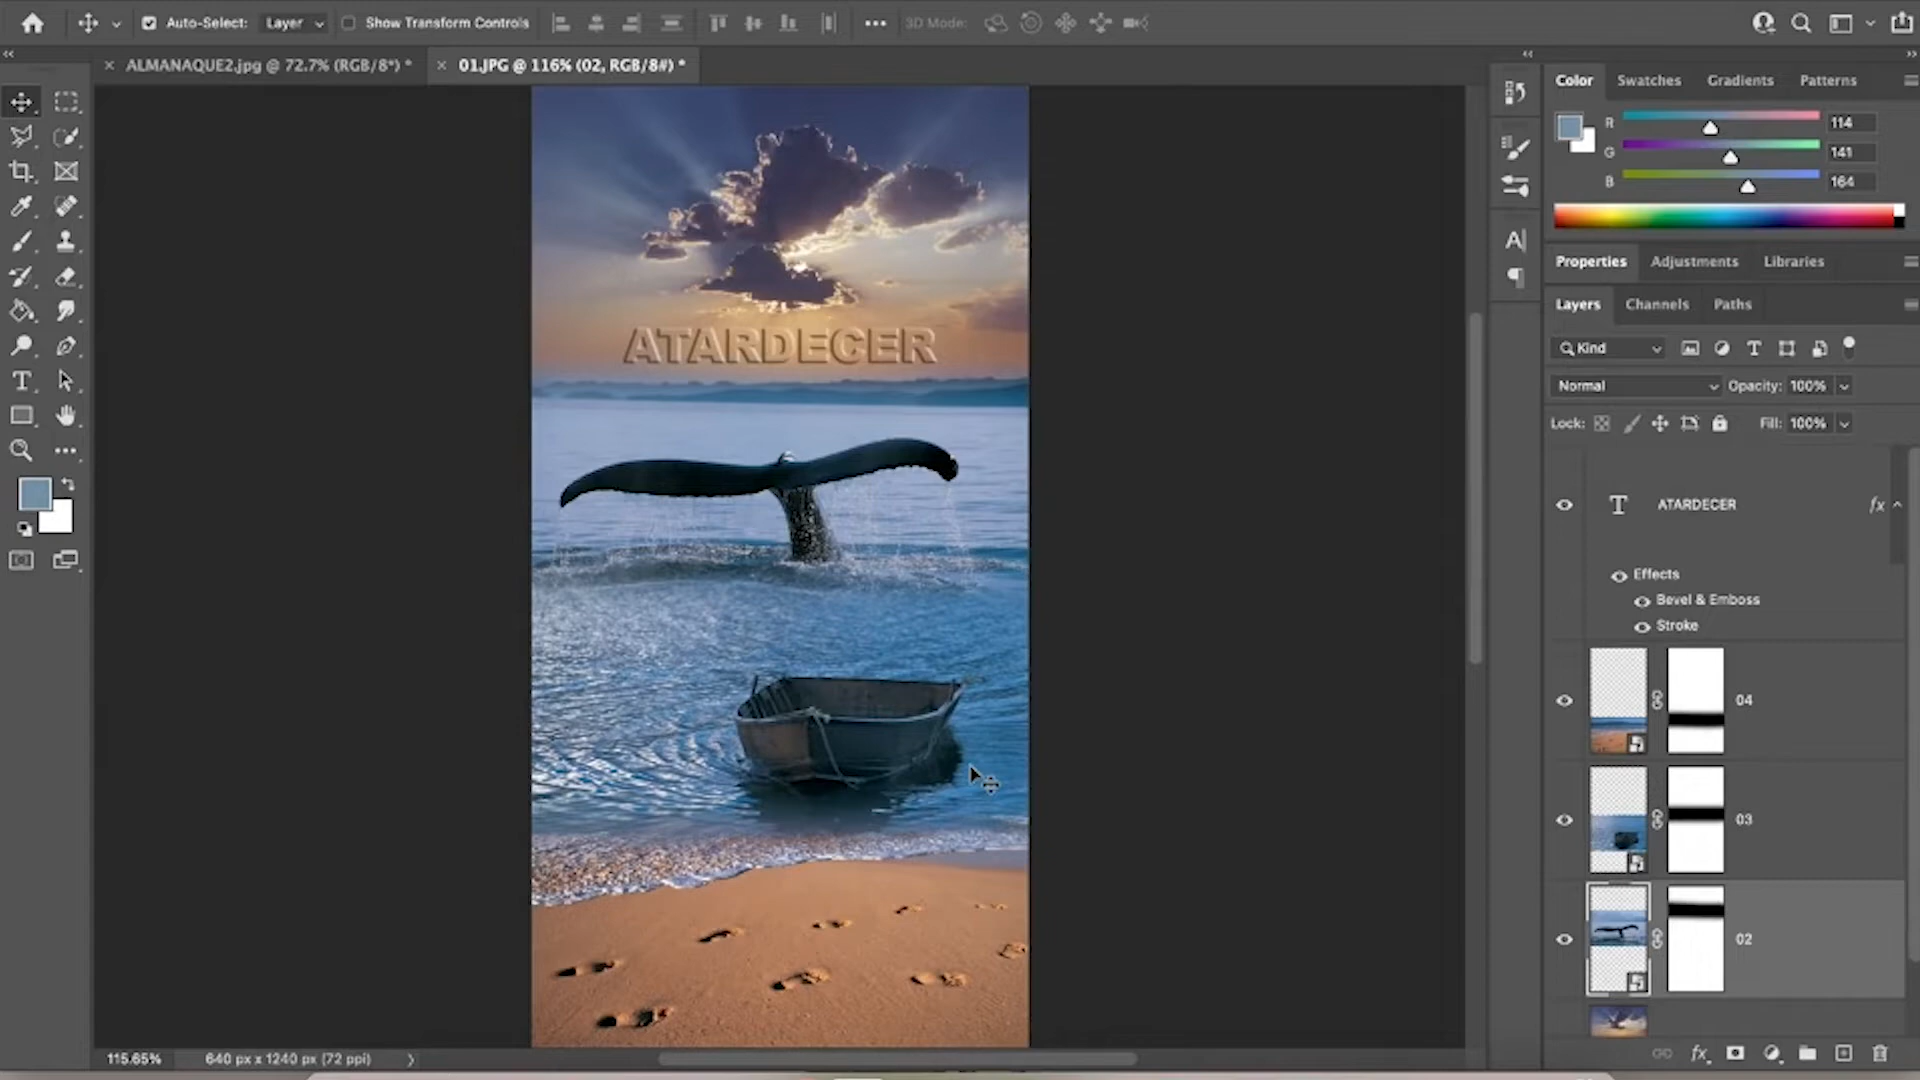 Auto-Select: Layer Show Transform Controls 3D Mode:
ALMANAQUE2.jpg @ 72.7% (RGB/8*) * 01.JPG @ 116% (02, RGB/8#) *
Color Swatches Gradients Patterns
R 114
G 141
B 164
Properties Adjustments Libraries
Layers Channels Paths
Kind
Normal Opacity: 100%
Lock: Fill: 100%
ATARDECER
ATARDECER fx
Effects
Bevel & Emboss
Stroke
04
03
02
115.65% 640 px x 1240 px (72 ppi)
fx